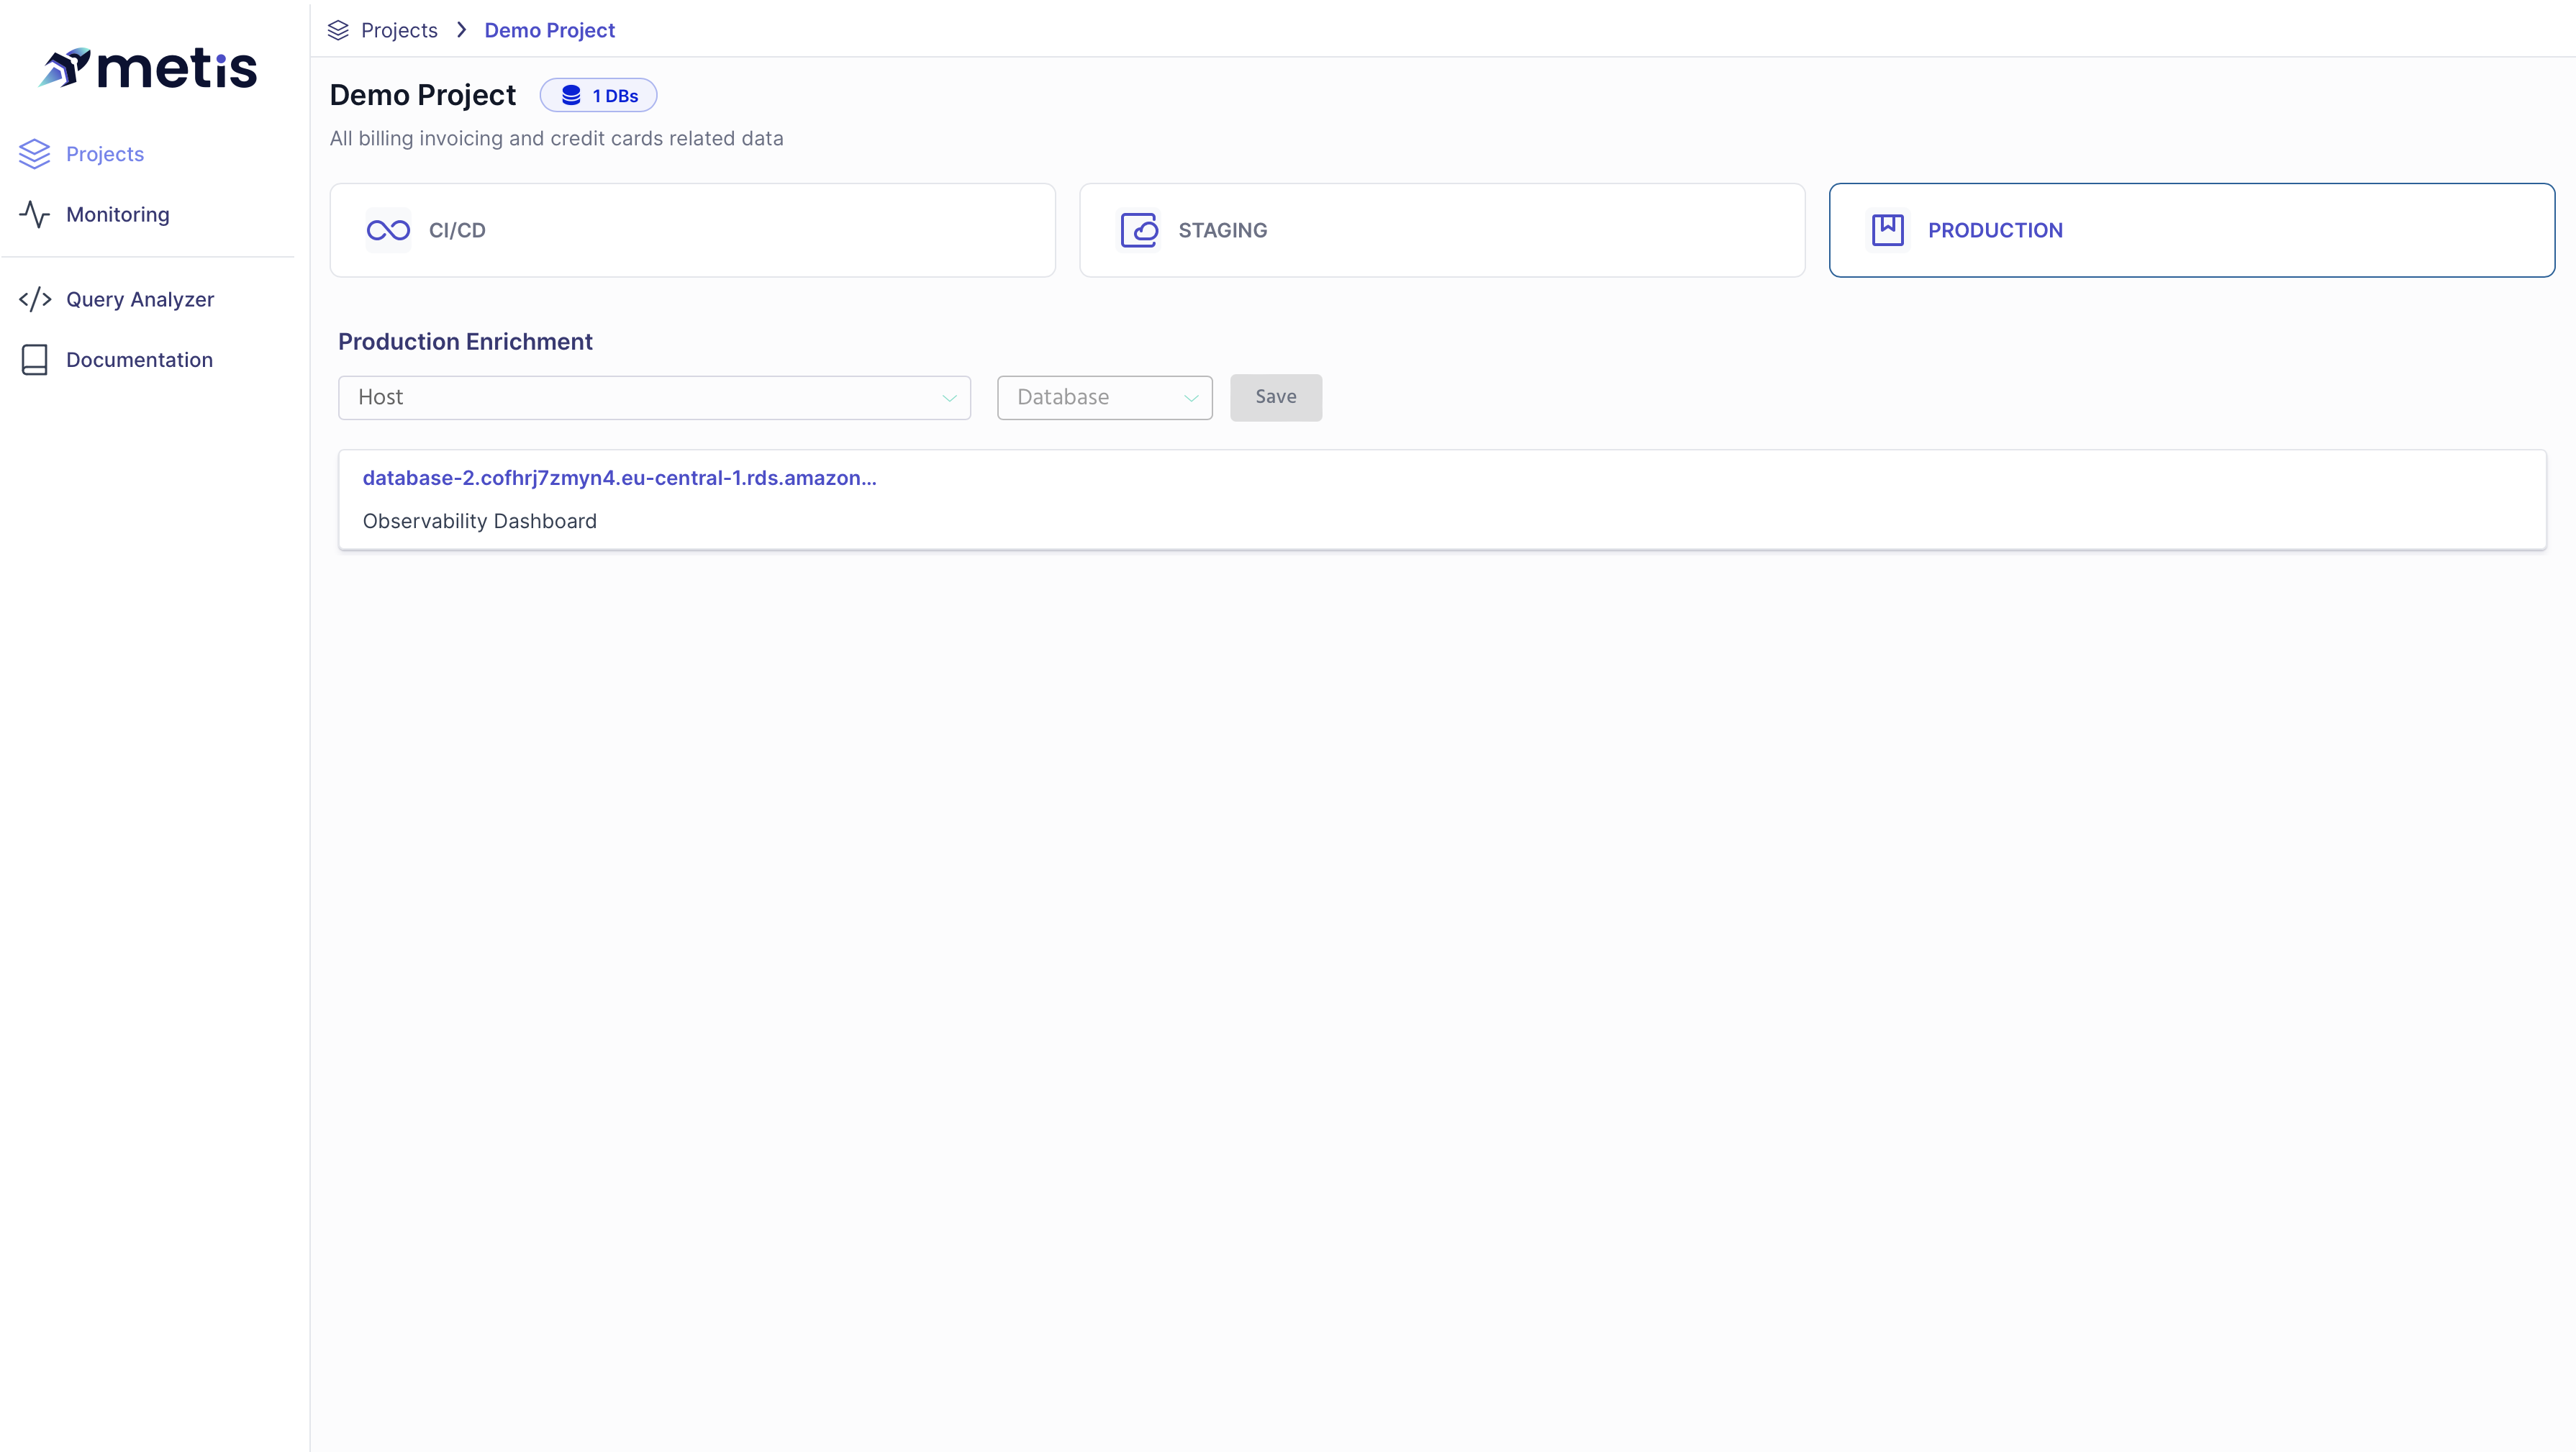 metis
Projects
Monitoring
Query Analyzer
Documentation
Projects Demo Project
Demo Project 1 DBs
All billing invoicing and credit cards related data
CI/CD STAGING PRODUCTION
Production Enrichment
Host Database Save
database-2.cofhrj7zmyn4.eu-central-1.rds.amazon...
Observability Dashboard